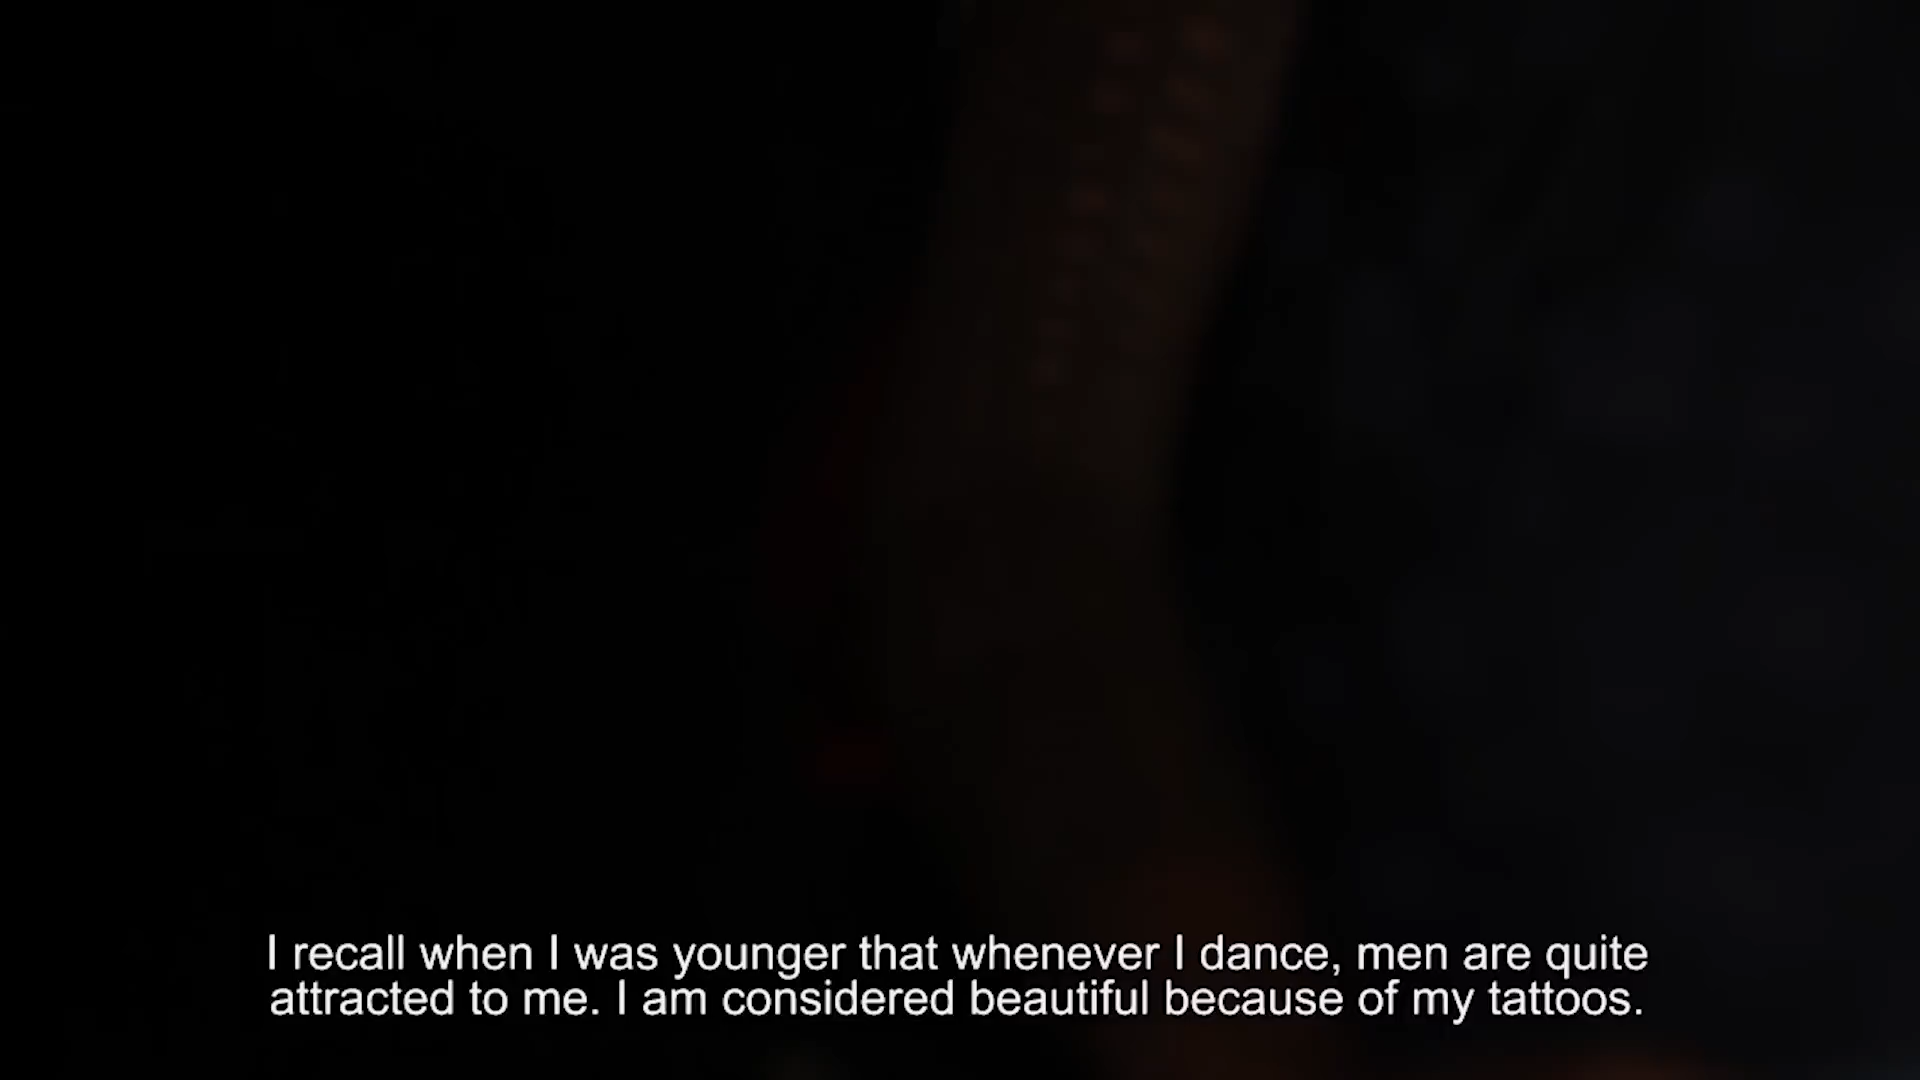 I recall when I was younger that whenever I dance, men are quite
attracted to me. I am considered beautiful because of my tattoos.